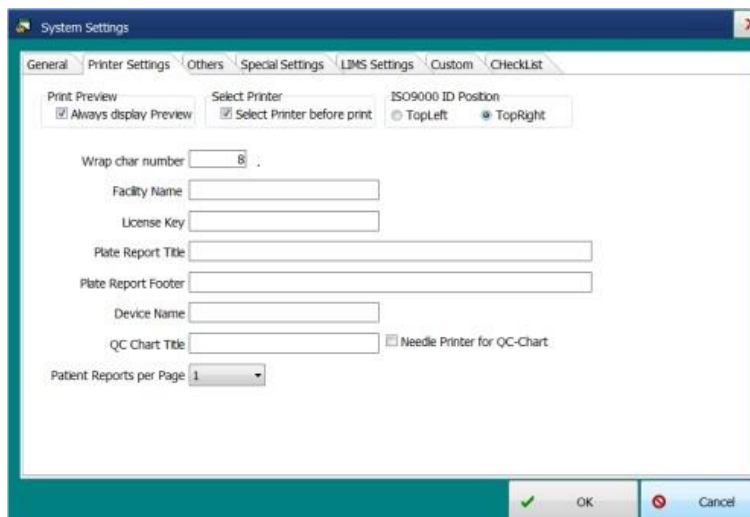 System Settings
General Printer Settings Others Special Settings LIMS Settings Custom CHeckList
Print Preview Select Printer ISO9000 ID Position
Always display Preview Select Printer before print TopLeft TopRight
Wrap char number 8 .
Facility Name
License Key
Plate Report Title
Plate Report Footer
Device Name
QC Chart Title Needle Printer for QC-Chart
Patient Reports per Page 1
OK Cancel